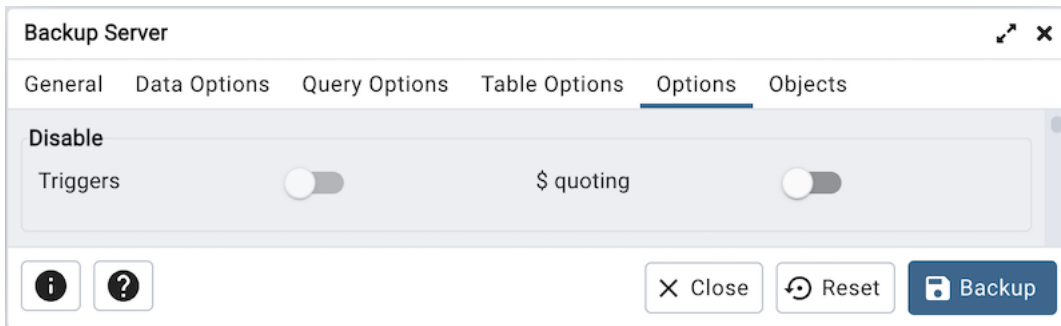 Backup Server
General Data Options Query Options Table Options Options Objects
Disable
Triggers $ quoting
Close Reset Backup